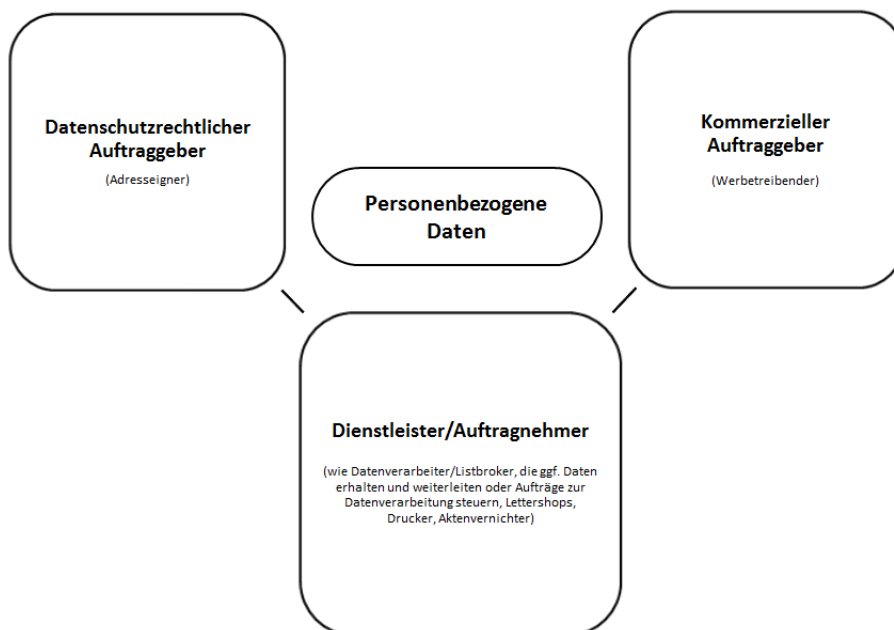 Datenschutzrechtlicher
Auftraggeber
(Adresseigner)
Kommerzieller
Auftraggeber
(Werbetreibender)
Personenbezogene
Daten
Dienstleister/Auftragnehmer
(wie Datenverarbeiter/Listbroker, die ggf. Daten
erhalten und weiterleiten oder Aufträge zur
Datenverarbeitung steuern, Lettershops,
Drucker, Aktenvernichter)